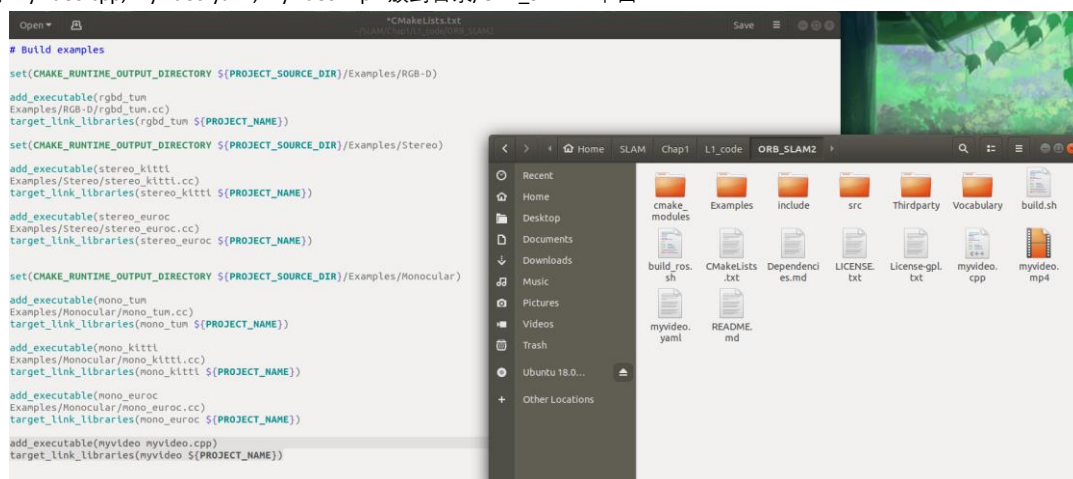 Open
*CMakeLists.txt
~/SLAM/Chap1/L1_code/ORB_SLAM2
Save
# Build examples
set(CMAKE_RUNTIME_OUTPUT_DIRECTORY ${PROJECT_SOURCE_DIR}/Examples/RGB-D)
add_executable(rgbd_tum
Examples/RGB-D/rgbd_tum.cc)
target_link_libraries(rgbd_tum ${PROJECT_NAME})
set(CMAKE_RUNTIME_OUTPUT_DIRECTORY ${PROJECT_SOURCE_DIR}/Examples/Stereo)
add_executable(stereo_kitti
Examples/Stereo/stereo_kitti.cc)
target_link_libraries(stereo_kitti ${PROJECT_NAME})
add_executable(stereo_euroc
Examples/Stereo/stereo_euroc.cc)
target_link_libraries(stereo_euroc ${PROJECT_NAME})
set(CMAKE_RUNTIME_OUTPUT_DIRECTORY ${PROJECT_SOURCE_DIR}/Examples/Monocular)
add_executable(mono_tum
Examples/Monocular/mono_tum.cc)
target_link_libraries(mono_tum ${PROJECT_NAME})
add_executable(mono_kitti
Examples/Monocular/mono_kitti.cc)
target_link_libraries(mono_kitti ${PROJECT_NAME})
add_executable(mono_euroc
Examples/Monocular/mono_euroc.cc)
target_link_libraries(mono_euroc ${PROJECT_NAME})
add_executable(myvideo myvideo.cpp)
target_link_libraries(myvideo ${PROJECT_NAME})
Home SLAM Chap1 L1_code ORB_SLAM2
Recent
Home
Desktop
Documents
Downloads
Music
Pictures
Videos
Trash
Ubuntu 18.0...
Other Locations
cmake_
modules
Examples
include
src
Thirdparty
Vocabulary
build.sh
build_ros.
sh
CMakeLists
.txt
Dependenci
es.md
LICENSE.
txt
License-gpl.
txt
myvideo.
cpp
myvideo.
mp4
myvideo.
yaml
README.
md